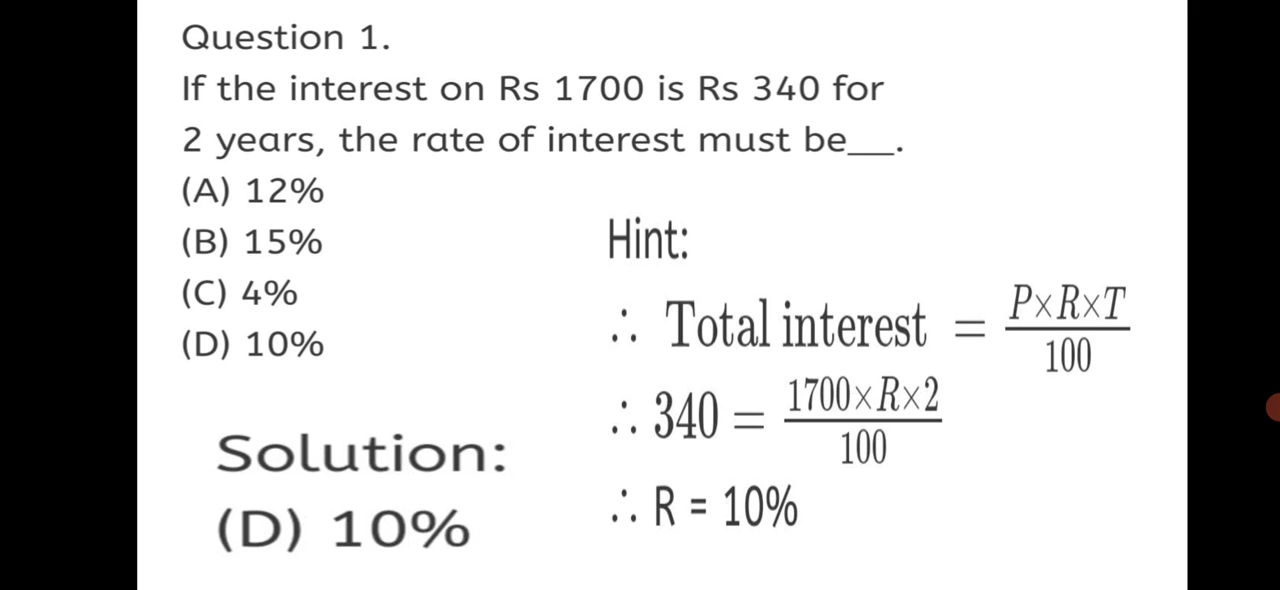 Question 1.
If the interest on Rs 1700 is Rs 340 for
2 years, the rate of interest must be__.
(A) 12%
(B) 15%
(C) 4%
(D) 10%
Solution:
(D) 10%
Hint:
∴ Total interest = P×R×T/100
∴ 340 = 1700×R×2/100
∴ R = 10%